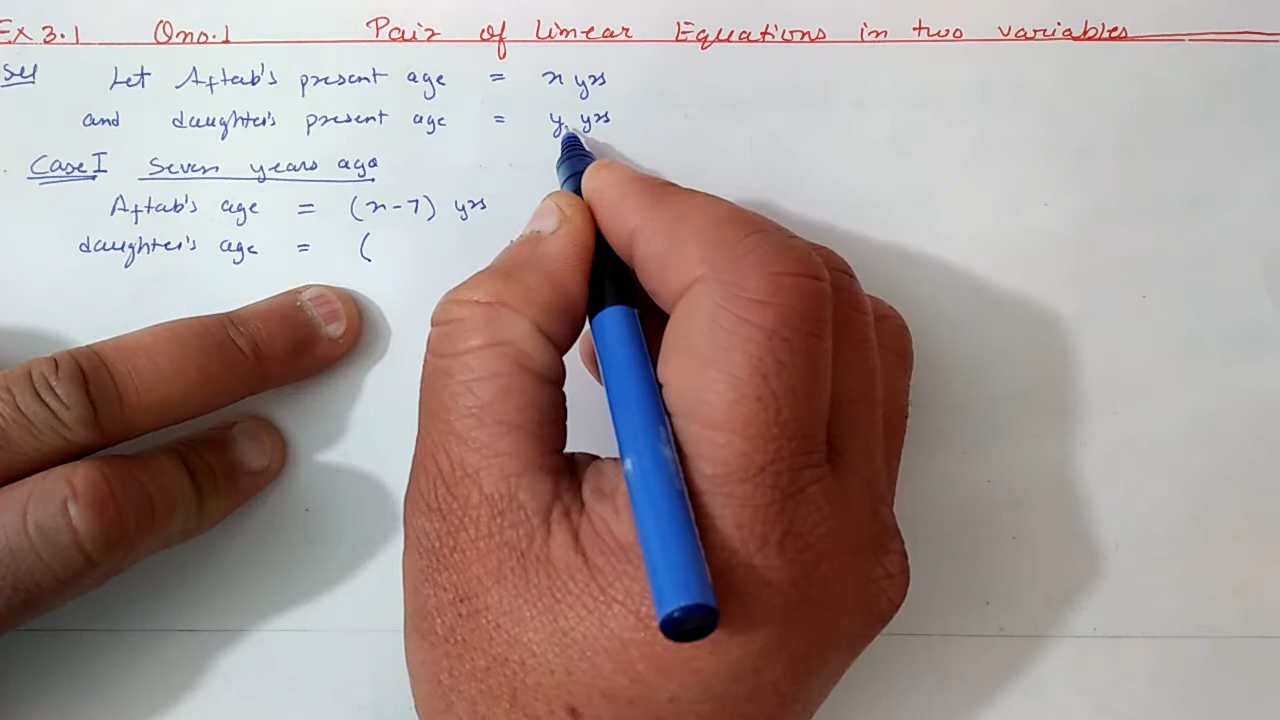 Ex 3.1 Qno.1 Pair of Linear Equations in two variables
Sol Let Aftab's present age = x yrs
and daughter's present age = y yrs
Case I Seven years ago
Aftab's age = (x-7) yrs
daughter's age = (